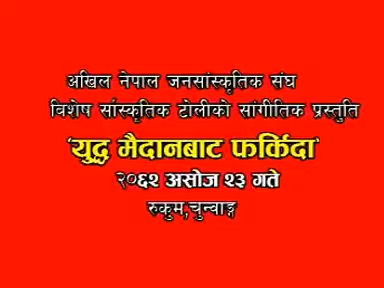 अखिल नेपाल जनसांस्कृतिक संघ
विशेष सांस्कृतिक टोलीको सांगीतिक प्रस्तुति
'युद्ध मैदानबाट फर्किंदा'
२०६२ असोज २३ गते
रुकुम,चुन्वाङ्ग